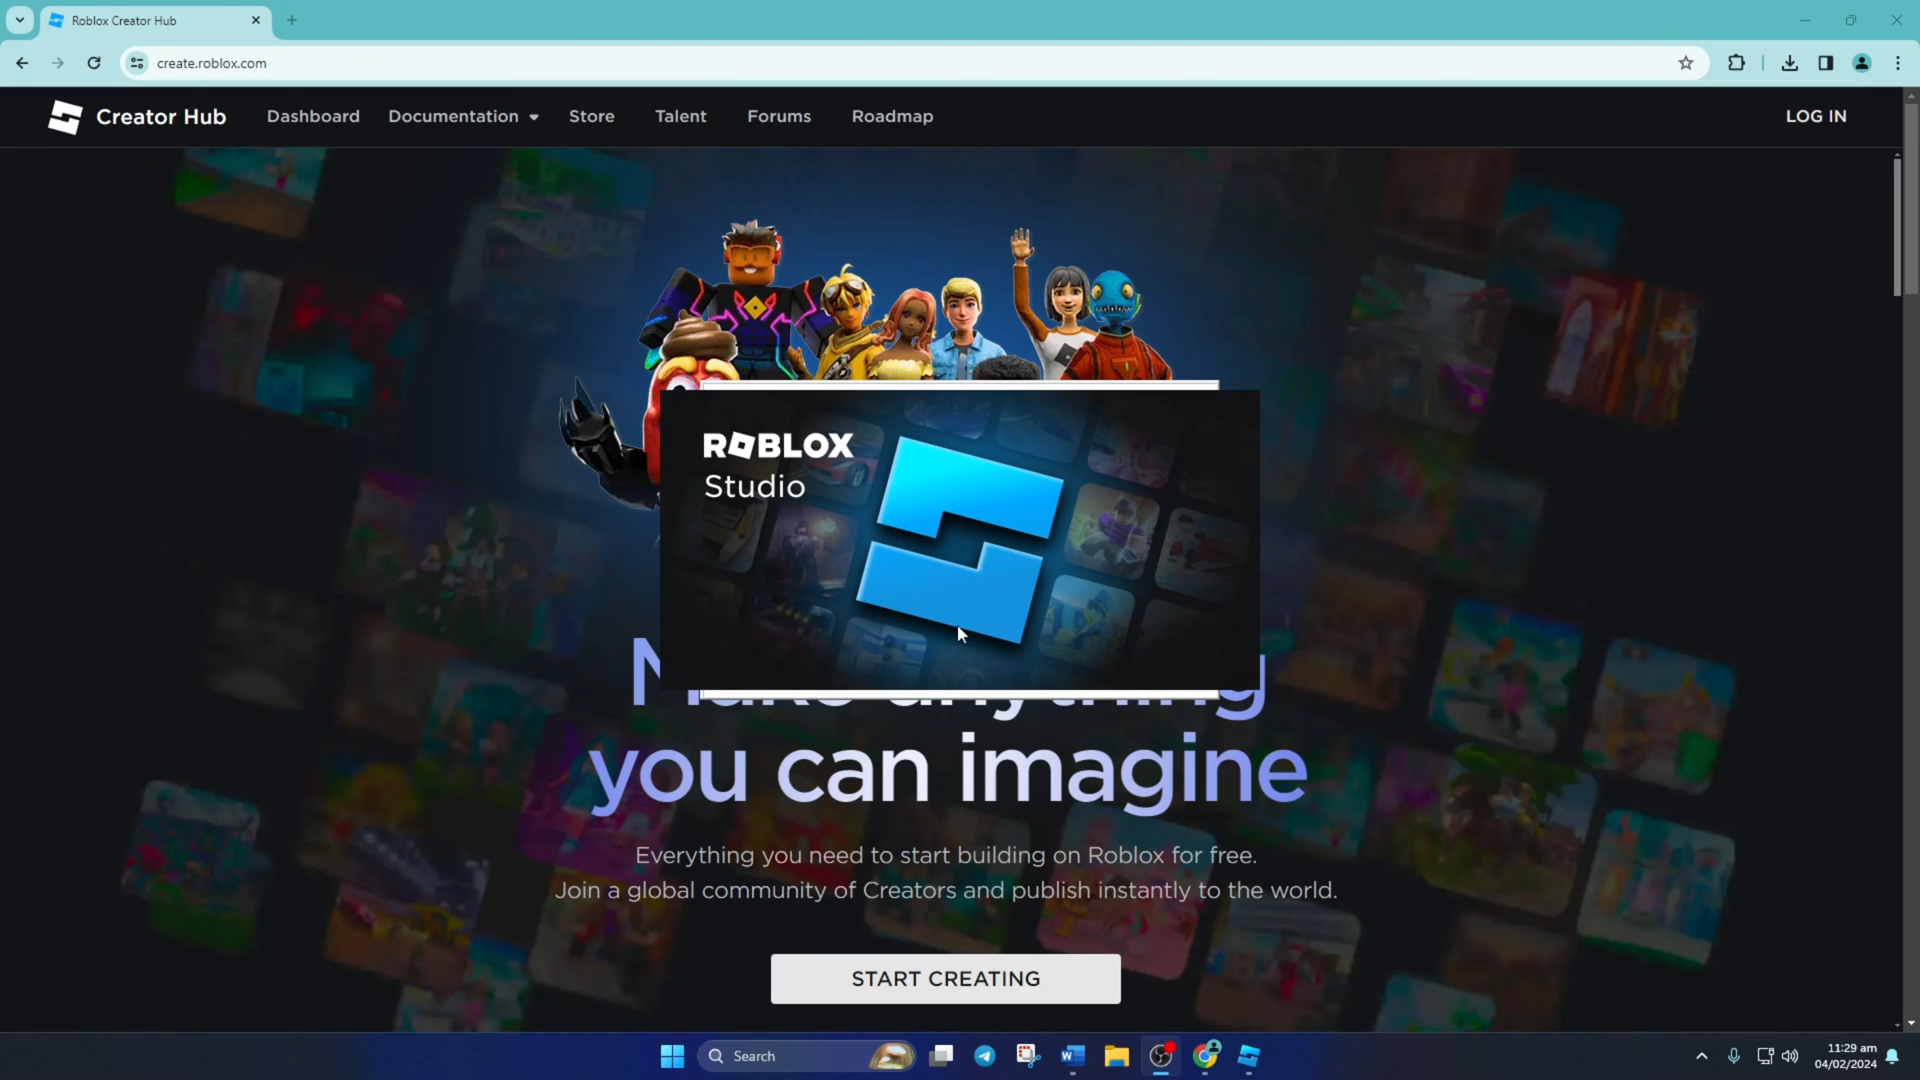 Roblox Creator Hub
create.roblox.com
Creator Hub
Dashboard
Documentation
Store
Talent
Forums
Roadmap
LOG IN
ROBLOX
Studio
Make anything
you can imagine
Everything you need to start building on Roblox for free.
Join a global community of Creators and publish instantly to the world.
START CREATING
Search
11:29 am
04/02/2024